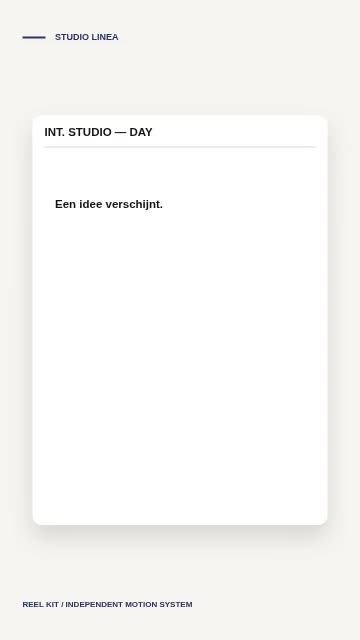 STUDIO LINEA
INT. STUDIO — DAY
Een idee verschijnt.
REEL KIT / INDEPENDENT MOTION SYSTEM